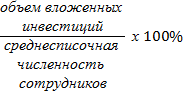 объем вложенных
инвестиций
среднесписочная
численность
сотрудников
x 100%